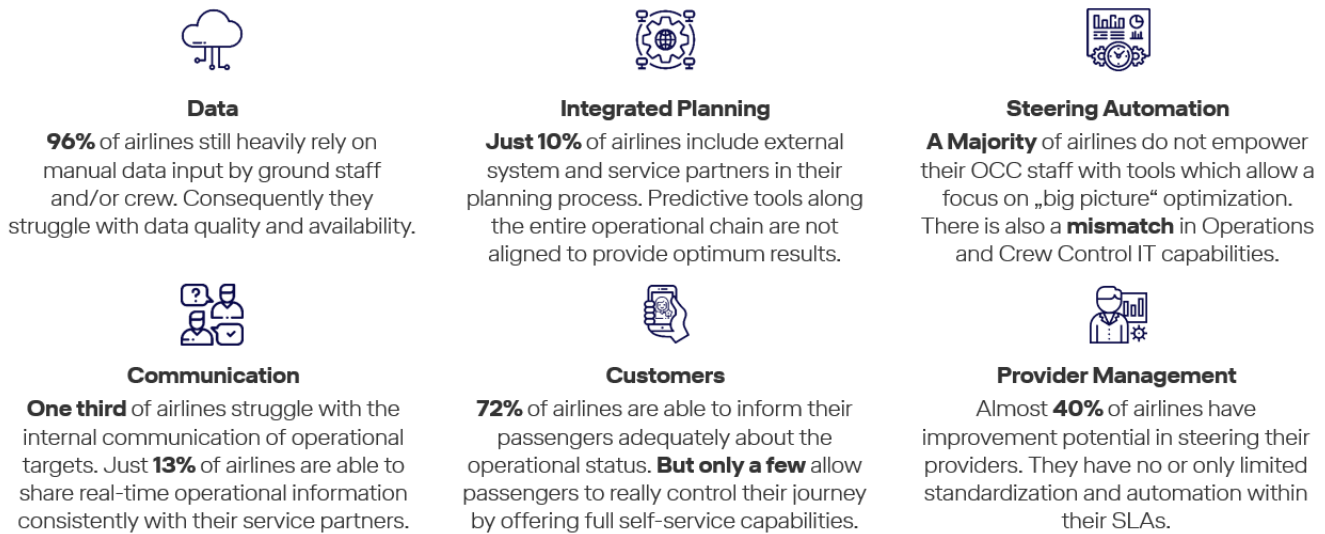 Data
96% of airlines still heavily rely on
manual data input by ground staff
and/or crew. Consequently they
struggle with data quality and availability.
Integrated Planning
Just 10% of airlines include external
system and service partners in their
planning process. Predictive tools along
the entire operational chain are not
aligned to provide optimum results.
Steering Automation
A Majority of airlines do not empower
their OCC staff with tools which allow a
focus on „big picture“ optimization.
There is also a mismatch in Operations
and Crew Control IT capabilities.
Communication
One third of airlines struggle with the
internal communication of operational
targets. Just 13% of airlines are able to
share real-time operational information
consistently with their service partners.
Customers
72% of airlines are able to inform their
passengers adequately about the
operational status. But only a few allow
passengers to really control their journey
by offering full self-service capabilities.
Provider Management
Almost 40% of airlines have
improvement potential in steering their
providers. They have no or only limited
standardization and automation within
their SLAs.